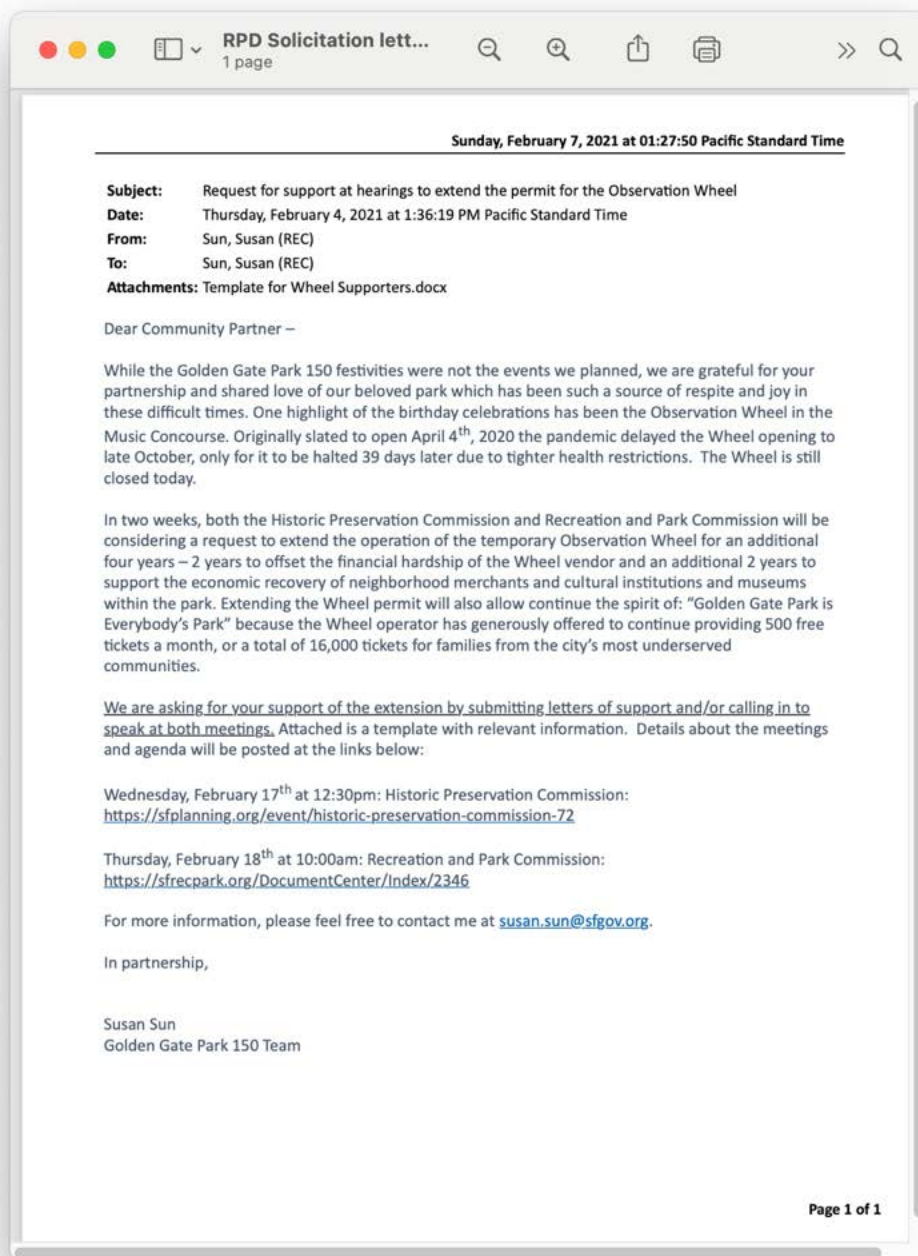 RPD Solicitation lett...
1 page
Sunday, February 7, 2021 at 01:27:50 Pacific Standard Time
Subject: Request for support at hearings to extend the permit for the Observation Wheel
Date: Thursday, February 4, 2021 at 1:36:19 PM Pacific Standard Time
From: Sun, Susan (REC)
To: Sun, Susan (REC)
Attachments: Template for Wheel Supporters.docx
Dear Community Partner –
While the Golden Gate Park 150 festivities were not the events we planned, we are grateful for your
partnership and shared love of our beloved park which has been such a source of respite and joy in
these difficult times. One highlight of the birthday celebrations has been the Observation Wheel in the
Music Concourse. Originally slated to open April 4th, 2020 the pandemic delayed the Wheel opening to
late October, only for it to be halted 39 days later due to tighter health restrictions. The Wheel is still
closed today.
In two weeks, both the Historic Preservation Commission and Recreation and Park Commission will be
considering a request to extend the operation of the temporary Observation Wheel for an additional
four years – 2 years to offset the financial hardship of the Wheel vendor and an additional 2 years to
support the economic recovery of neighborhood merchants and cultural institutions and museums
within the park. Extending the Wheel permit will also allow continue the spirit of: “Golden Gate Park is
Everybody’s Park” because the Wheel operator has generously offered to continue providing 500 free
tickets a month, or a total of 16,000 tickets for families from the city’s most underserved
communities.
We are asking for your support of the extension by submitting letters of support and/or calling in to
speak at both meetings. Attached is a template with relevant information. Details about the meetings
and agenda will be posted at the links below:
Wednesday, February 17th at 12:30pm: Historic Preservation Commission:
https://sfplanning.org/event/historic-preservation-commission-72
Thursday, February 18th at 10:00am: Recreation and Park Commission:
https://sfrecpark.org/DocumentCenter/Index/2346
For more information, please feel free to contact me at susan.sun@sfgov.org.
In partnership,
Susan Sun
Golden Gate Park 150 Team
Page 1 of 1